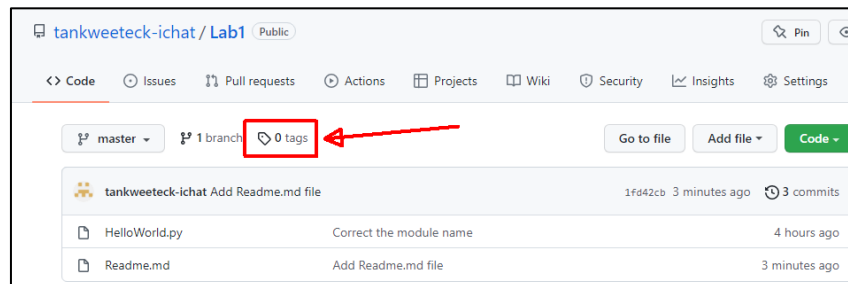 tankweeteck-ichat / Lab1 Public Pin
Code Issues Pull requests Actions Projects Wiki Security Insights Settings
master 1 branch 0 tags Go to file Add file Code
tankweeteck-ichat Add Readme.md file 1fd42cb 3 minutes ago 3 commits
HelloWorld.py Correct the module name 4 hours ago
Readme.md Add Readme.md file 3 minutes ago